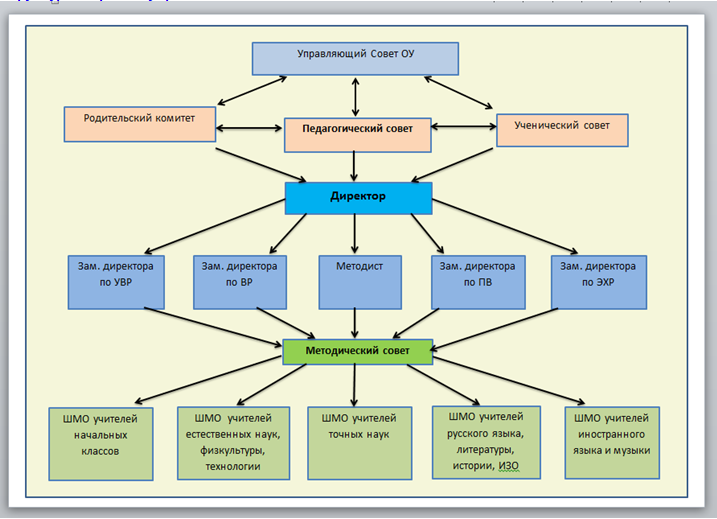 Управляющий Совет ОУ
Родительский комитет
Педагогический совет
Ученический совет
Директор
Зам. директора
по УВР
Зам. директора
по ВР
Методист
Зам. директора
по ПВ
Зам. директора
по ЭХР
Методический совет
ШМО учителей
начальных
классов
ШМО учителей
естественных наук,
физкультуры,
технологии
ШМО учителей
точных наук
ШМО учителей
русского языка,
литературы,
истории, ИЗО
ШМО учителей
иностранного
языка и музыки